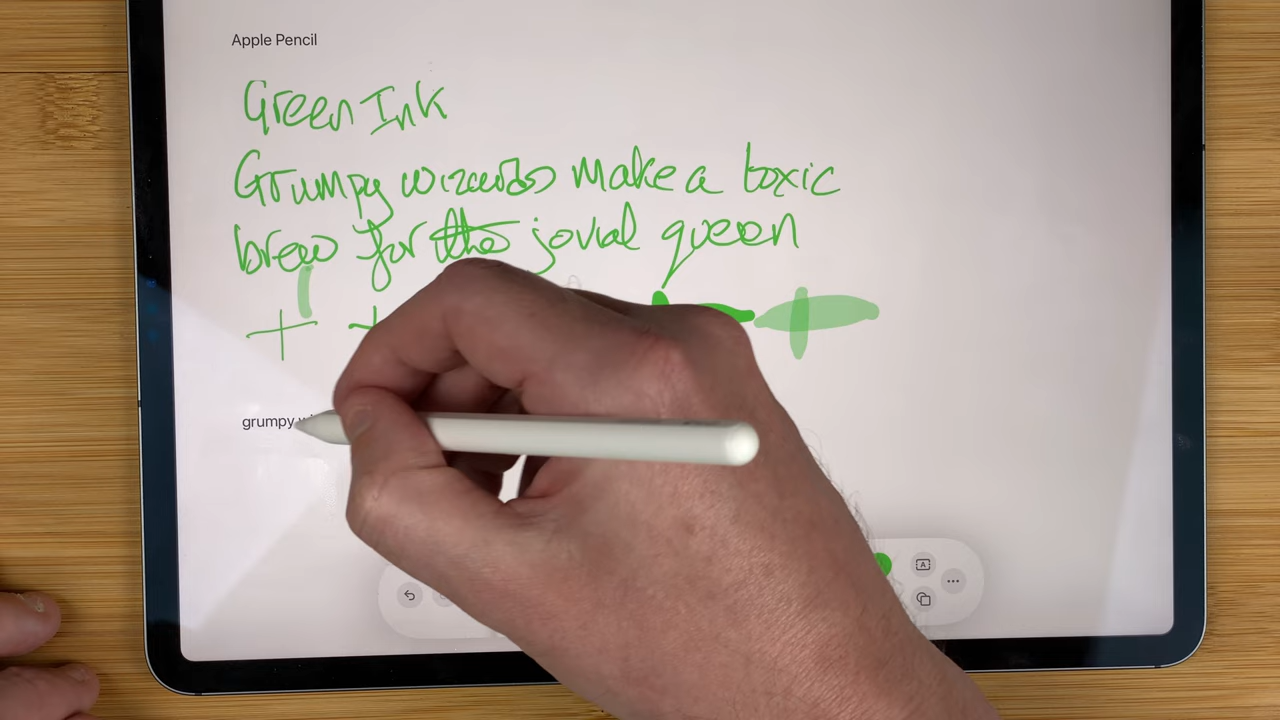 Apple Pencil
Green Ink
Grumpy wizards make a toxic
brew for the jovial queen
grumpy